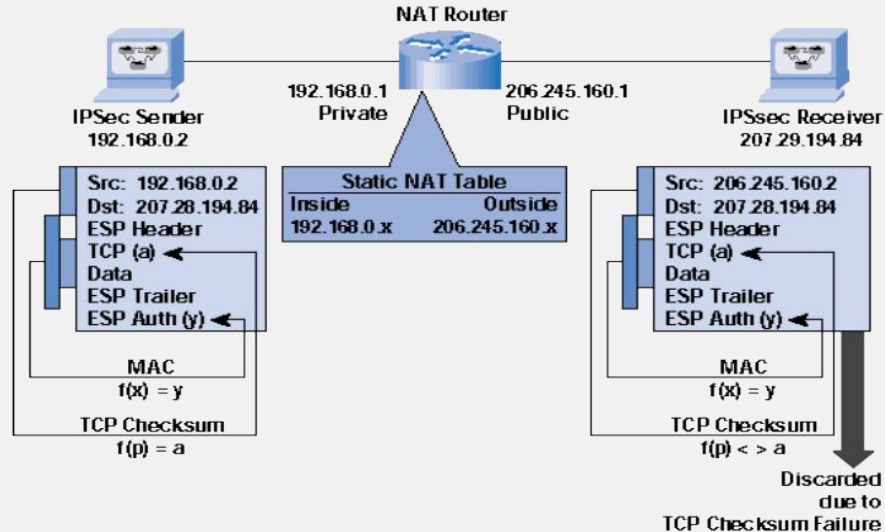 NAT Router
IPSec Sender
192.168.0.2
192.168.0.1
Private
206.245.160.1
Public
IPSsec Receiver
207.29.194.84
Src: 192.168.0.2
Dst: 207.28.194.84
ESP Header
TCP (a)
Data
ESP Trailer
ESP Auth (y)
MAC
f(x) = y
TCP Checksum
f(p) = a
Static NAT Table
Inside Outside
192.168.0.x 206.245.160.x
Src: 206.245.160.2
Dst: 207.28.194.84
ESP Header
TCP (a)
Data
ESP Trailer
ESP Auth (y)
MAC
f(x) = y
TCP Checksum
f(p) < > a
Discarded
due to
TCP Checksum Failure